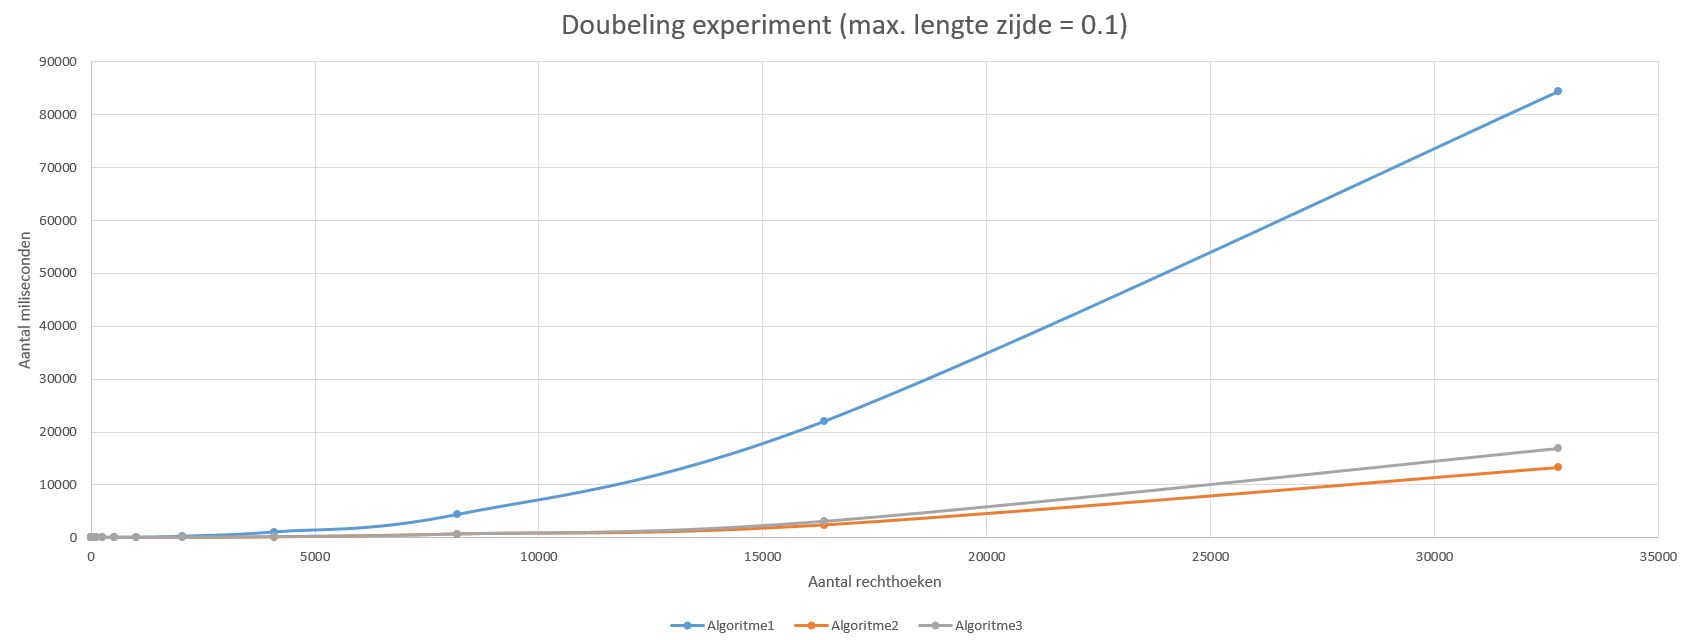 Doubeling experiment (max. lengte zijde = 0.1)
90000
80000
70000
60000
50000
40000
30000
20000
10000
0
Aantal miliseconden
0 5000 10000 15000 20000 25000 30000 35000
Aantal rechthoeken
Algoritme1 Algoritme2 Algoritme3